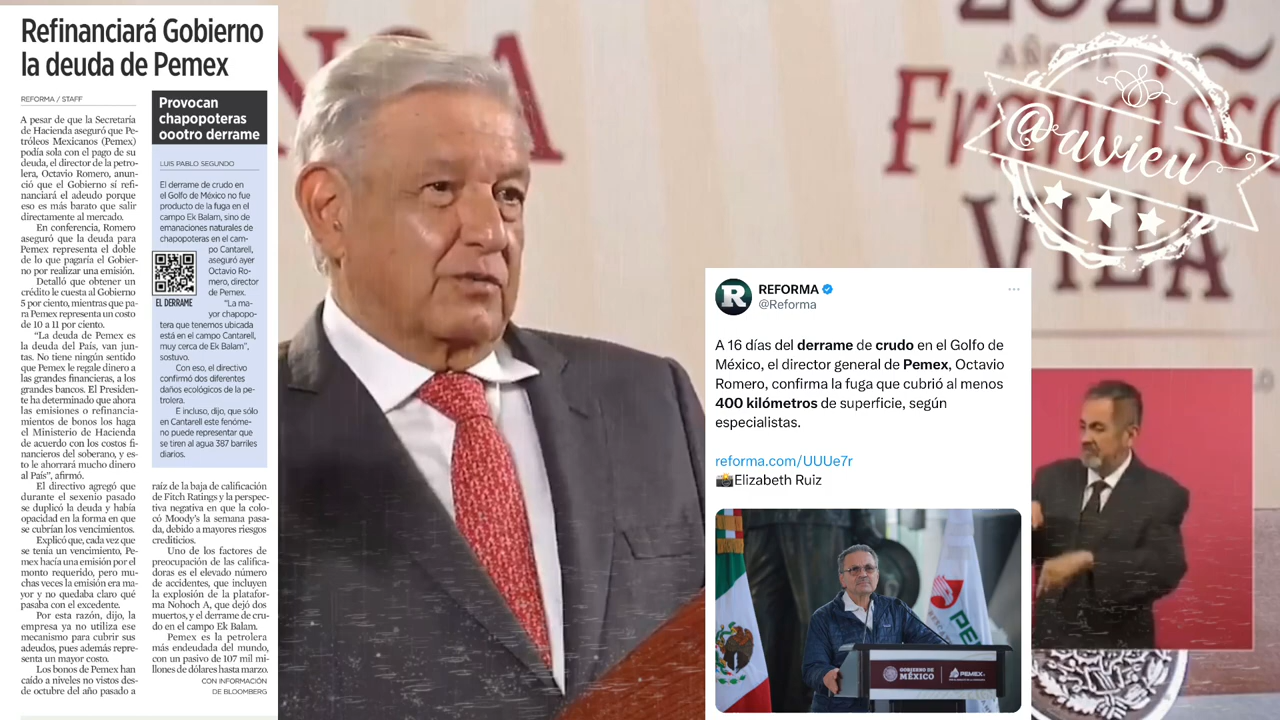 Refinanciará Gobierno
la deuda de Pemex
REFORMA / STAFF
A pesar de que la Secretaría
de Hacienda aseguró que Pe-
tróleos Mexicanos (Pemex)
podía sola con el pago de su
deuda, el director de la petro-
lera, Octavio Romero, anun-
ció que el Gobierno sí refi-
nanciará el adeudo porque
eso es más barato que salir
directamente al mercado.
En conferencia, Romero
aseguró que la deuda para
Pemex representa el doble
de lo que pagaría el Gobier-
no por realizar una emisión.
Detalló que obtener un
crédito le cuesta al Gobierno
5 por ciento, mientras que pa-
ra Pemex representa un costo
de 10 a 11 por ciento.
“La deuda de Pemex es
la deuda del País, van jun-
tas. No tiene ningún sentido
que Pemex le regale dinero a
las grandes financieras, a los
grandes bancos. El Presiden-
te ha determinado que ahora
las emisiones o refinancia-
mientos de bonos los haga
el Ministerio de Hacienda
de acuerdo con los costos fi-
nancieros del soberano, y es-
to le ahorrará mucho dinero
al País”, afirmó.
El directivo agregó que
durante el sexenio pasado
se duplicó la deuda y había
opacidad en la forma en que
se cubrían los vencimientos.
Explicó que, cada vez que
se tenía un vencimiento, Pe-
mex hacía una emisión por el
monto requerido, pero mu-
chas veces la emisión era ma-
yor y no quedaba claro qué
pasaba con el excedente.
Por esta razón, dijo, la
empresa ya no utiliza ese
mecanismo para cubrir sus
adeudos, pues además repre-
senta un mayor costo.
Los bonos de Pemex han
caído a niveles no vistos des-
de octubre del año pasado a
Provocan
chapopoteras
oootro derrame
LUIS PABLO SEGUNDO
El derrame de crudo en
el Golfo de México no fue
producto de la fuga en el
campo Ek Balam, sino de
emanaciones naturales de
chapopoteras en el cam-
po Cantarell,
aseguró ayer
Octavio Ro-
mero, director
de Pemex.
“La ma-
yor chapopo-
EL DERRAME
tera que tenemos ubicada
está en el campo Cantarell,
muy cerca de Ek Balam”,
sostuvo.
Con eso, el directivo
confirmó dos diferentes
daños ecológicos de la pe-
trolera.
E incluso, dijo, que sólo
en Cantarell este fenóme-
no puede representar que
se tiren al agua 387 barriles
diarios.
raíz de la baja de calificación
de Fitch Ratings y la perspec-
tiva negativa en que la colo-
có Moody’s la semana pasa-
da, debido a mayores riesgos
crediticios.
Uno de los factores de
preocupación de las califica-
doras es el elevado número
de accidentes, que incluyen
la explosión de la platafor-
ma Nohoch A, que dejó dos
muertos, y el derrame de cru-
do en el campo Ek Balam.
Pemex es la petrolera
más endeudada del mundo,
con un pasivo de 107 mil mi-
llones de dólares hasta marzo.
CON INFORMACIÓN
DE BLOOMBERG
2023
AÑO DE
Francisco
VILLA
@avicu
REFORMA
@Reforma
A 16 días del derrame de crudo en el Golfo de
México, el director general de Pemex, Octavio
Romero, confirma la fuga que cubrió al menos
400 kilómetros de superficie, según
especialistas.
reforma.com/UUUe7r
📸Elizabeth Ruiz
GOBIERNO DE
MÉXICO
PEMEX